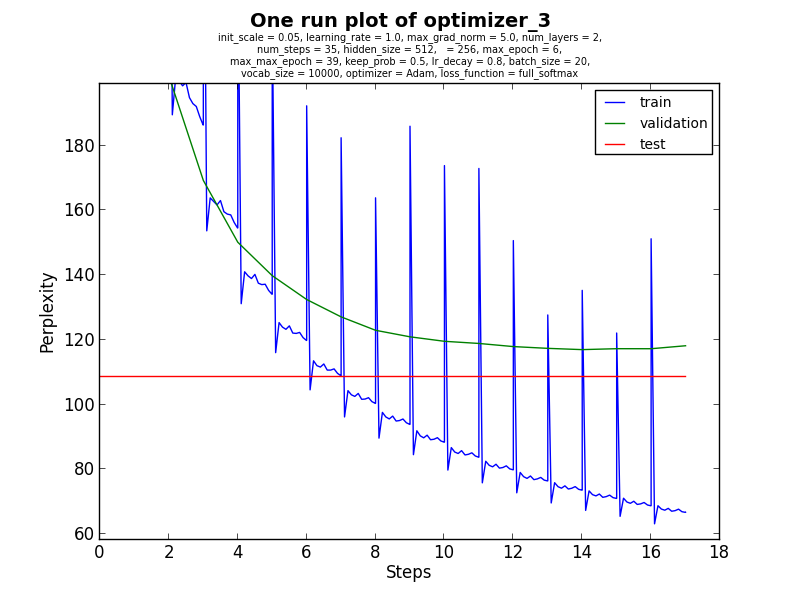 One run plot of optimizer_3
init_scale = 0.05, learning_rate = 1.0, max_grad_norm = 5.0, num_layers = 2,
num_steps = 35, hidden_size = 512,   = 256, max_epoch = 6,
max_max_epoch = 39, keep_prob = 0.5, lr_decay = 0.8, batch_size = 20,
vocab_size = 10000, optimizer = Adam, loss_function = full_softmax
train
validation
test
180
160
140
120
100
80
60
Perplexity
0 2 4 6 8 10 12 14 16 18
Steps